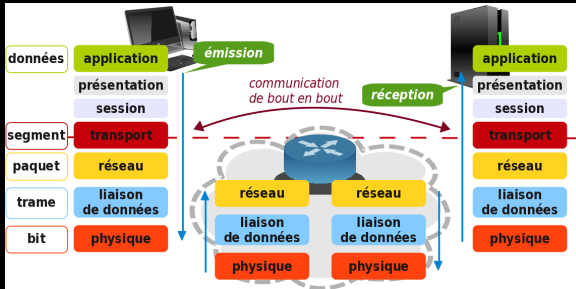 émission
données
application
application
communication
de bout en bout
présentation
réception
présentation
session
session
segment
transport
transport
paquet
réseau
réseau
trame
liaison
de données
réseau
réseau
liaison
de données
liaison
de données
liaison
de données
bit
physique
physique
physique
physique